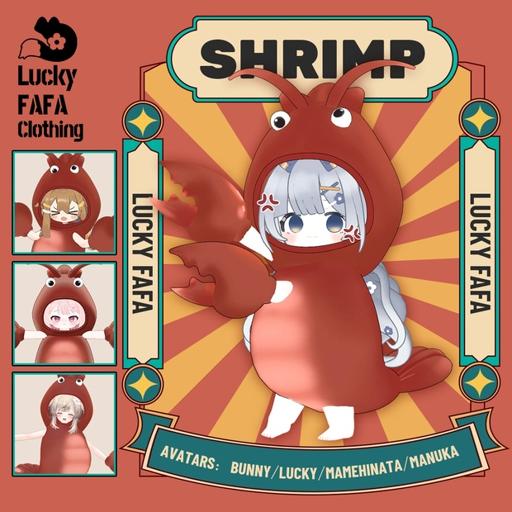 Lucky
FAFA
Clothing
SHRIMP
LUCKY FAFA
LUCKY FAFA
AVATARS: BUNNY/LUCKY/MAMEHINATA/MANUKA